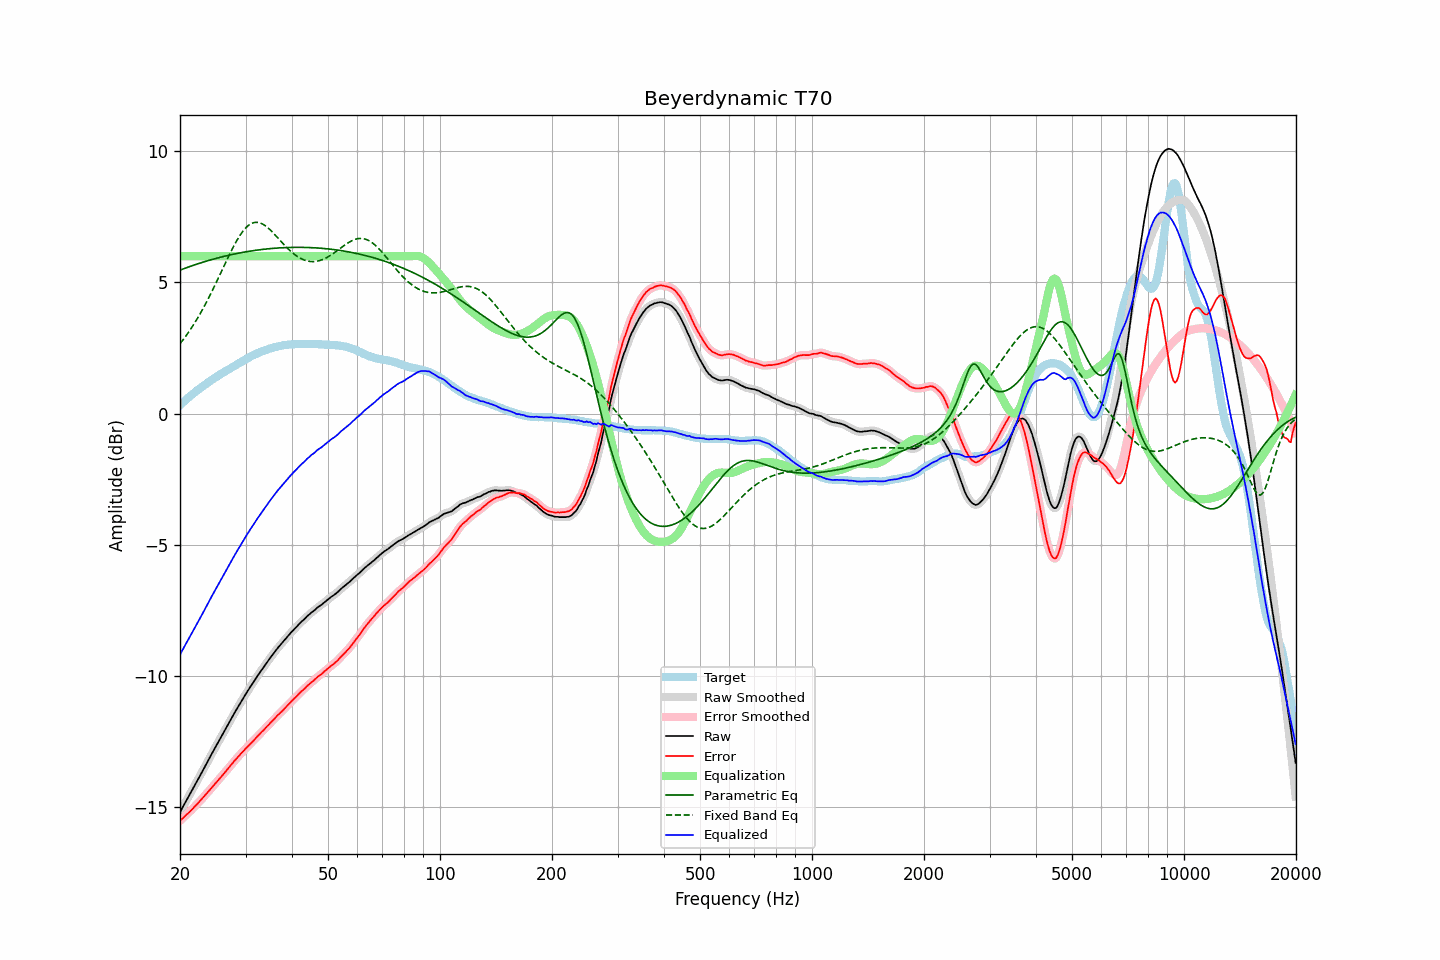 Beyerdynamic T70
Amplitude (dBr)
10
5
0
−5
−10
−15
Target
Raw Smoothed
Error Smoothed
Raw
Error
Equalization
Parametric Eq
Fixed Band Eq
Equalized
20 50 100 200 500 1000 2000 5000 10000 20000
Frequency (Hz)